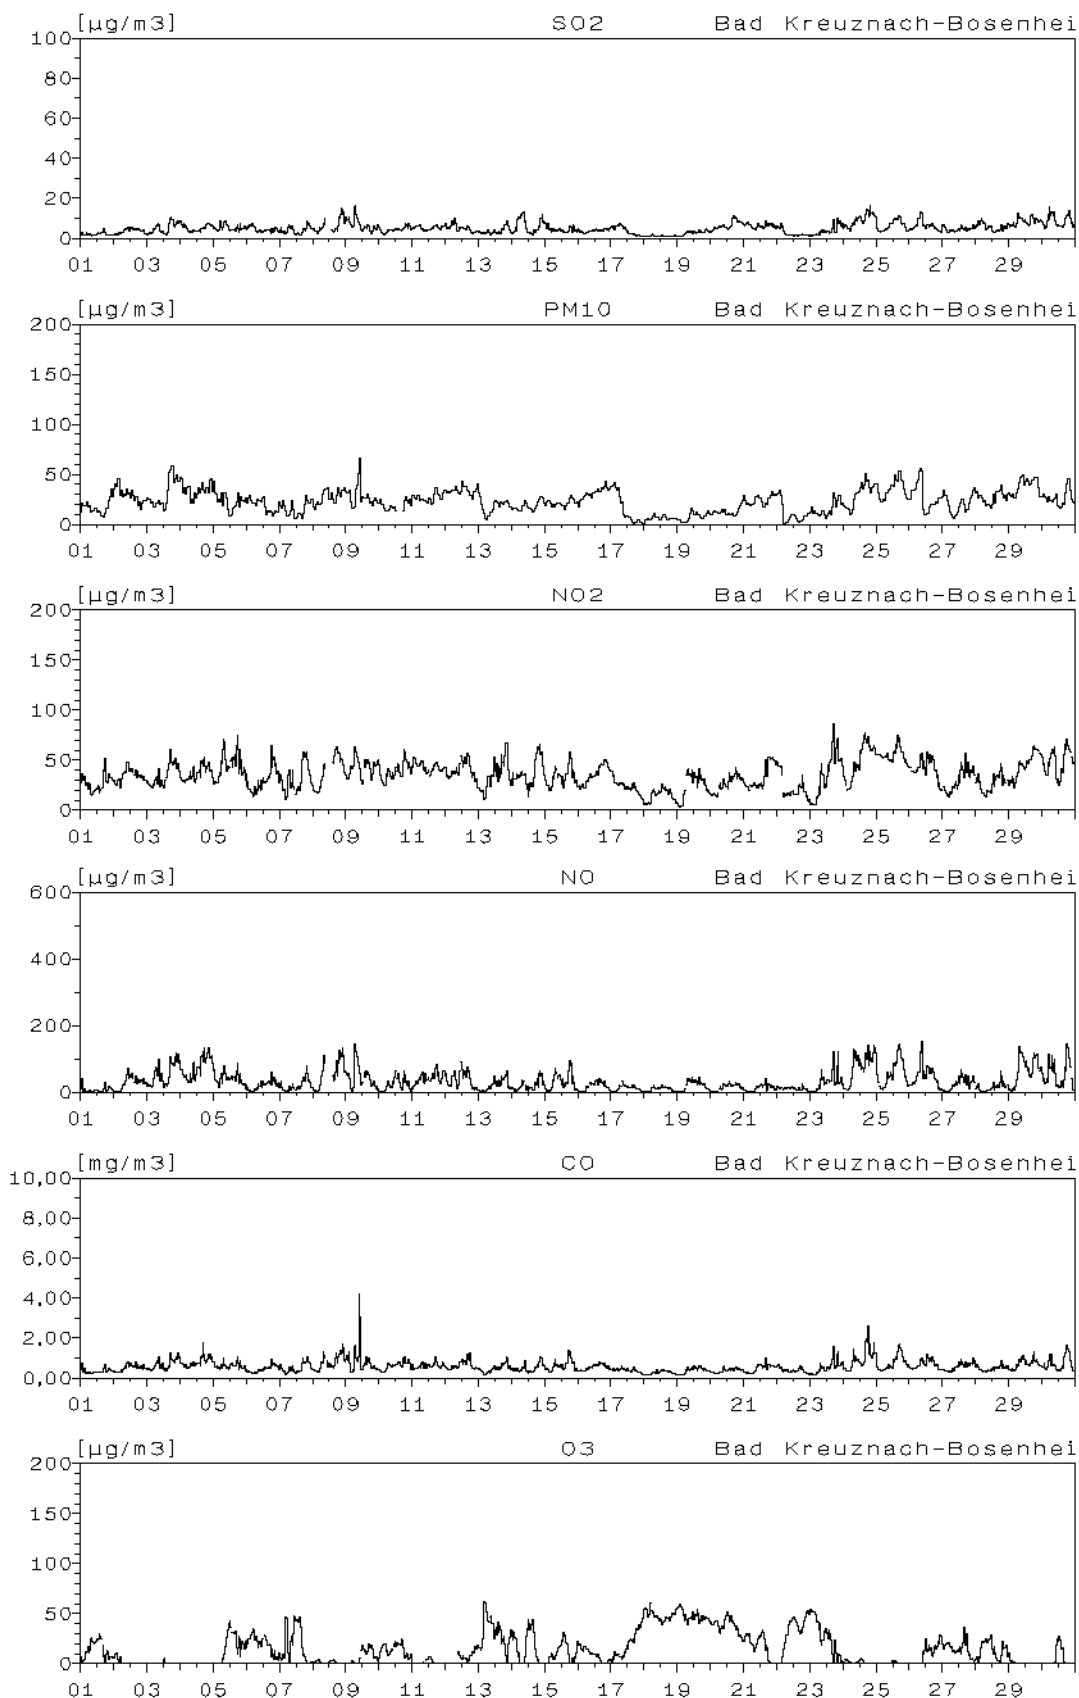 [µg/m3] SO2 Bad Kreuznach-Bosenhei
100
80
60
40
20
0
01 03 05 07 09 11 13 15 17 19 21 23 25 27 29
[µg/m3] PM10 Bad Kreuznach-Bosenhei
200
150
100
50
0
01 03 05 07 09 11 13 15 17 19 21 23 25 27 29
[µg/m3] NO2 Bad Kreuznach-Bosenhei
200
150
100
50
0
01 03 05 07 09 11 13 15 17 19 21 23 25 27 29
[µg/m3] NO Bad Kreuznach-Bosenhei
600
400
200
0
01 03 05 07 09 11 13 15 17 19 21 23 25 27 29
[mg/m3] CO Bad Kreuznach-Bosenhei
10,00
8,00
6,00
4,00
2,00
0,00
01 03 05 07 09 11 13 15 17 19 21 23 25 27 29
[µg/m3] O3 Bad Kreuznach-Bosenhei
200
150
100
50
0
01 03 05 07 09 11 13 15 17 19 21 23 25 27 29